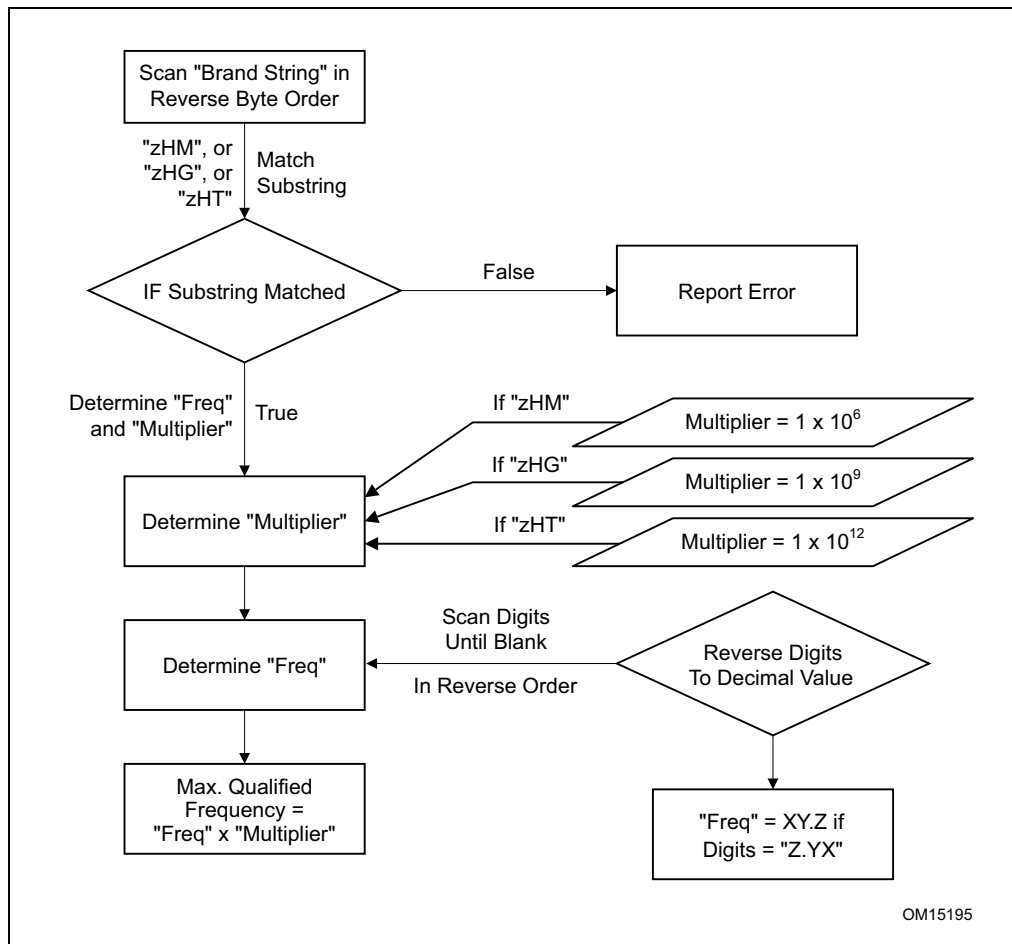 Scan "Brand String" in
Reverse Byte Order
"zHM", or
"zHG", or
"zHT"
Match
Substring
IF Substring Matched
False
Report Error
Determine "Freq"
and "Multiplier"
True
If "zHM"
Multiplier = 1 x 10⁶
If "zHG"
Multiplier = 1 x 10⁹
Determine "Multiplier"
If "zHT"
Multiplier = 1 x 10¹²
Scan Digits
Until Blank
In Reverse Order
Determine "Freq"
Reverse Digits
To Decimal Value
Max. Qualified
Frequency =
"Freq" x "Multiplier"
"Freq" = XY.Z if
Digits = "Z.YX"
OM15195